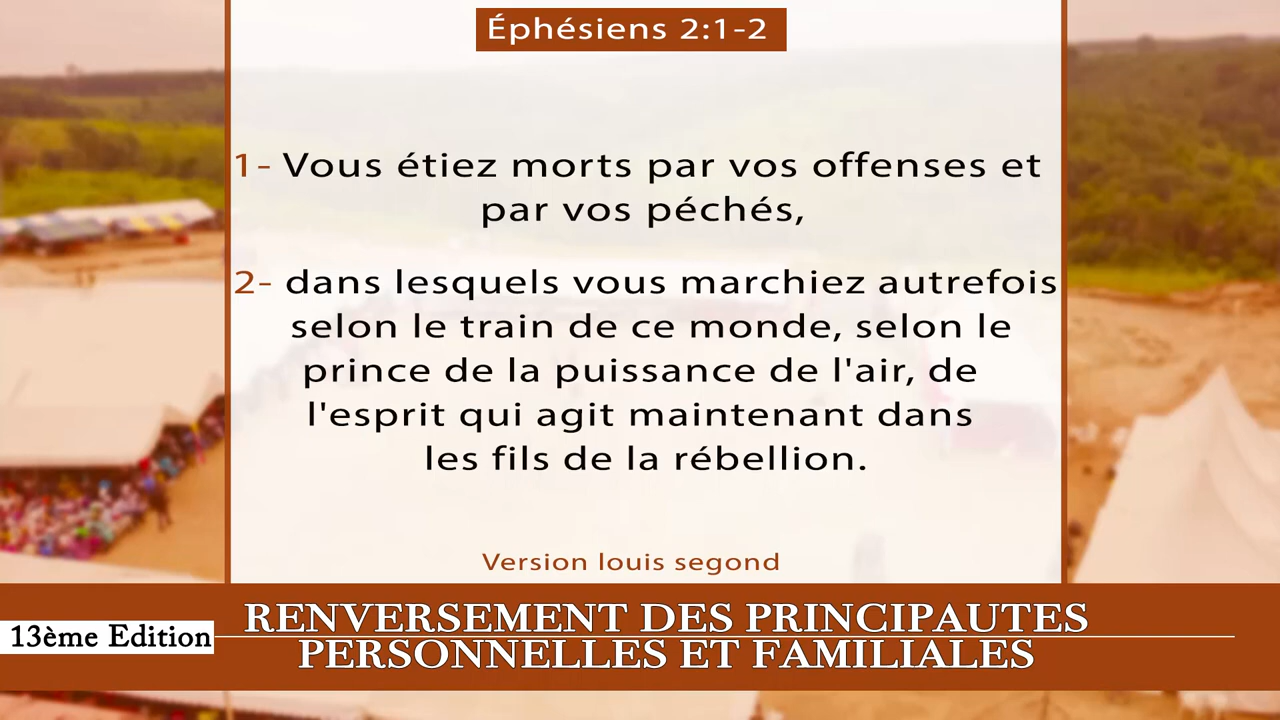 Éphésiens 2:1-2
1- Vous étiez morts par vos offenses et
par vos péchés,
2- dans lesquels vous marchiez autrefois
selon le train de ce monde, selon le
prince de la puissance de l'air, de
l'esprit qui agit maintenant dans
les fils de la rébellion.
Version louis segond
13ème Edition
RENVERSEMENT DES PRINCIPAUTES
PERSONNELLES ET FAMILIALES